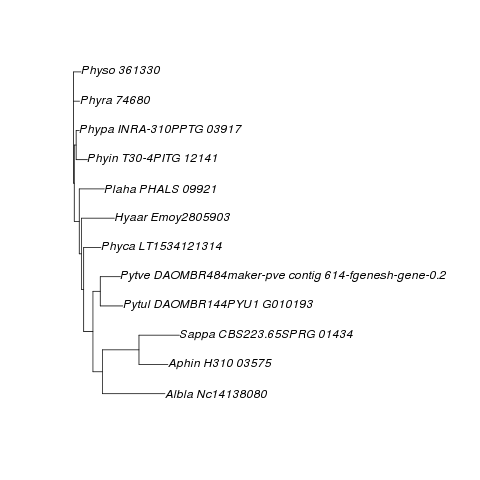 Physo 361330
Phyra 74680
Phypa INRA-310PPTG 03917
Phyin T30-4PITG 12141
Plaha PHALS 09921
Hyaar Emoy2805903
Phyca LT1534121314
Pytve DAOMBR484maker-pve contig 614-fgenesh-gene-0.2
Pytul DAOMBR144PYU1 G010193
Sappa CBS223.65SPRG 01434
Aphin H310 03575
Albla Nc14138080